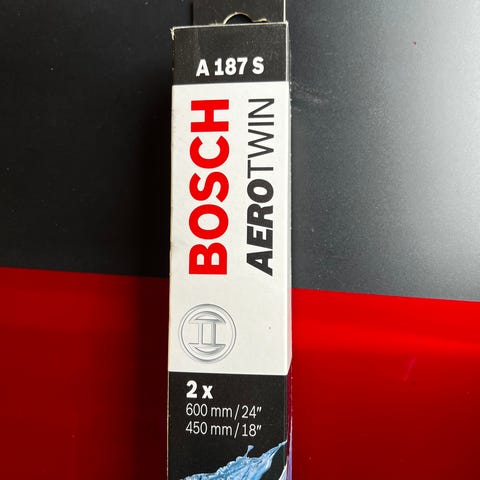 A 187 S
BOSCH
AEROTWIN
2 x
600 mm/24″
450 mm/18″